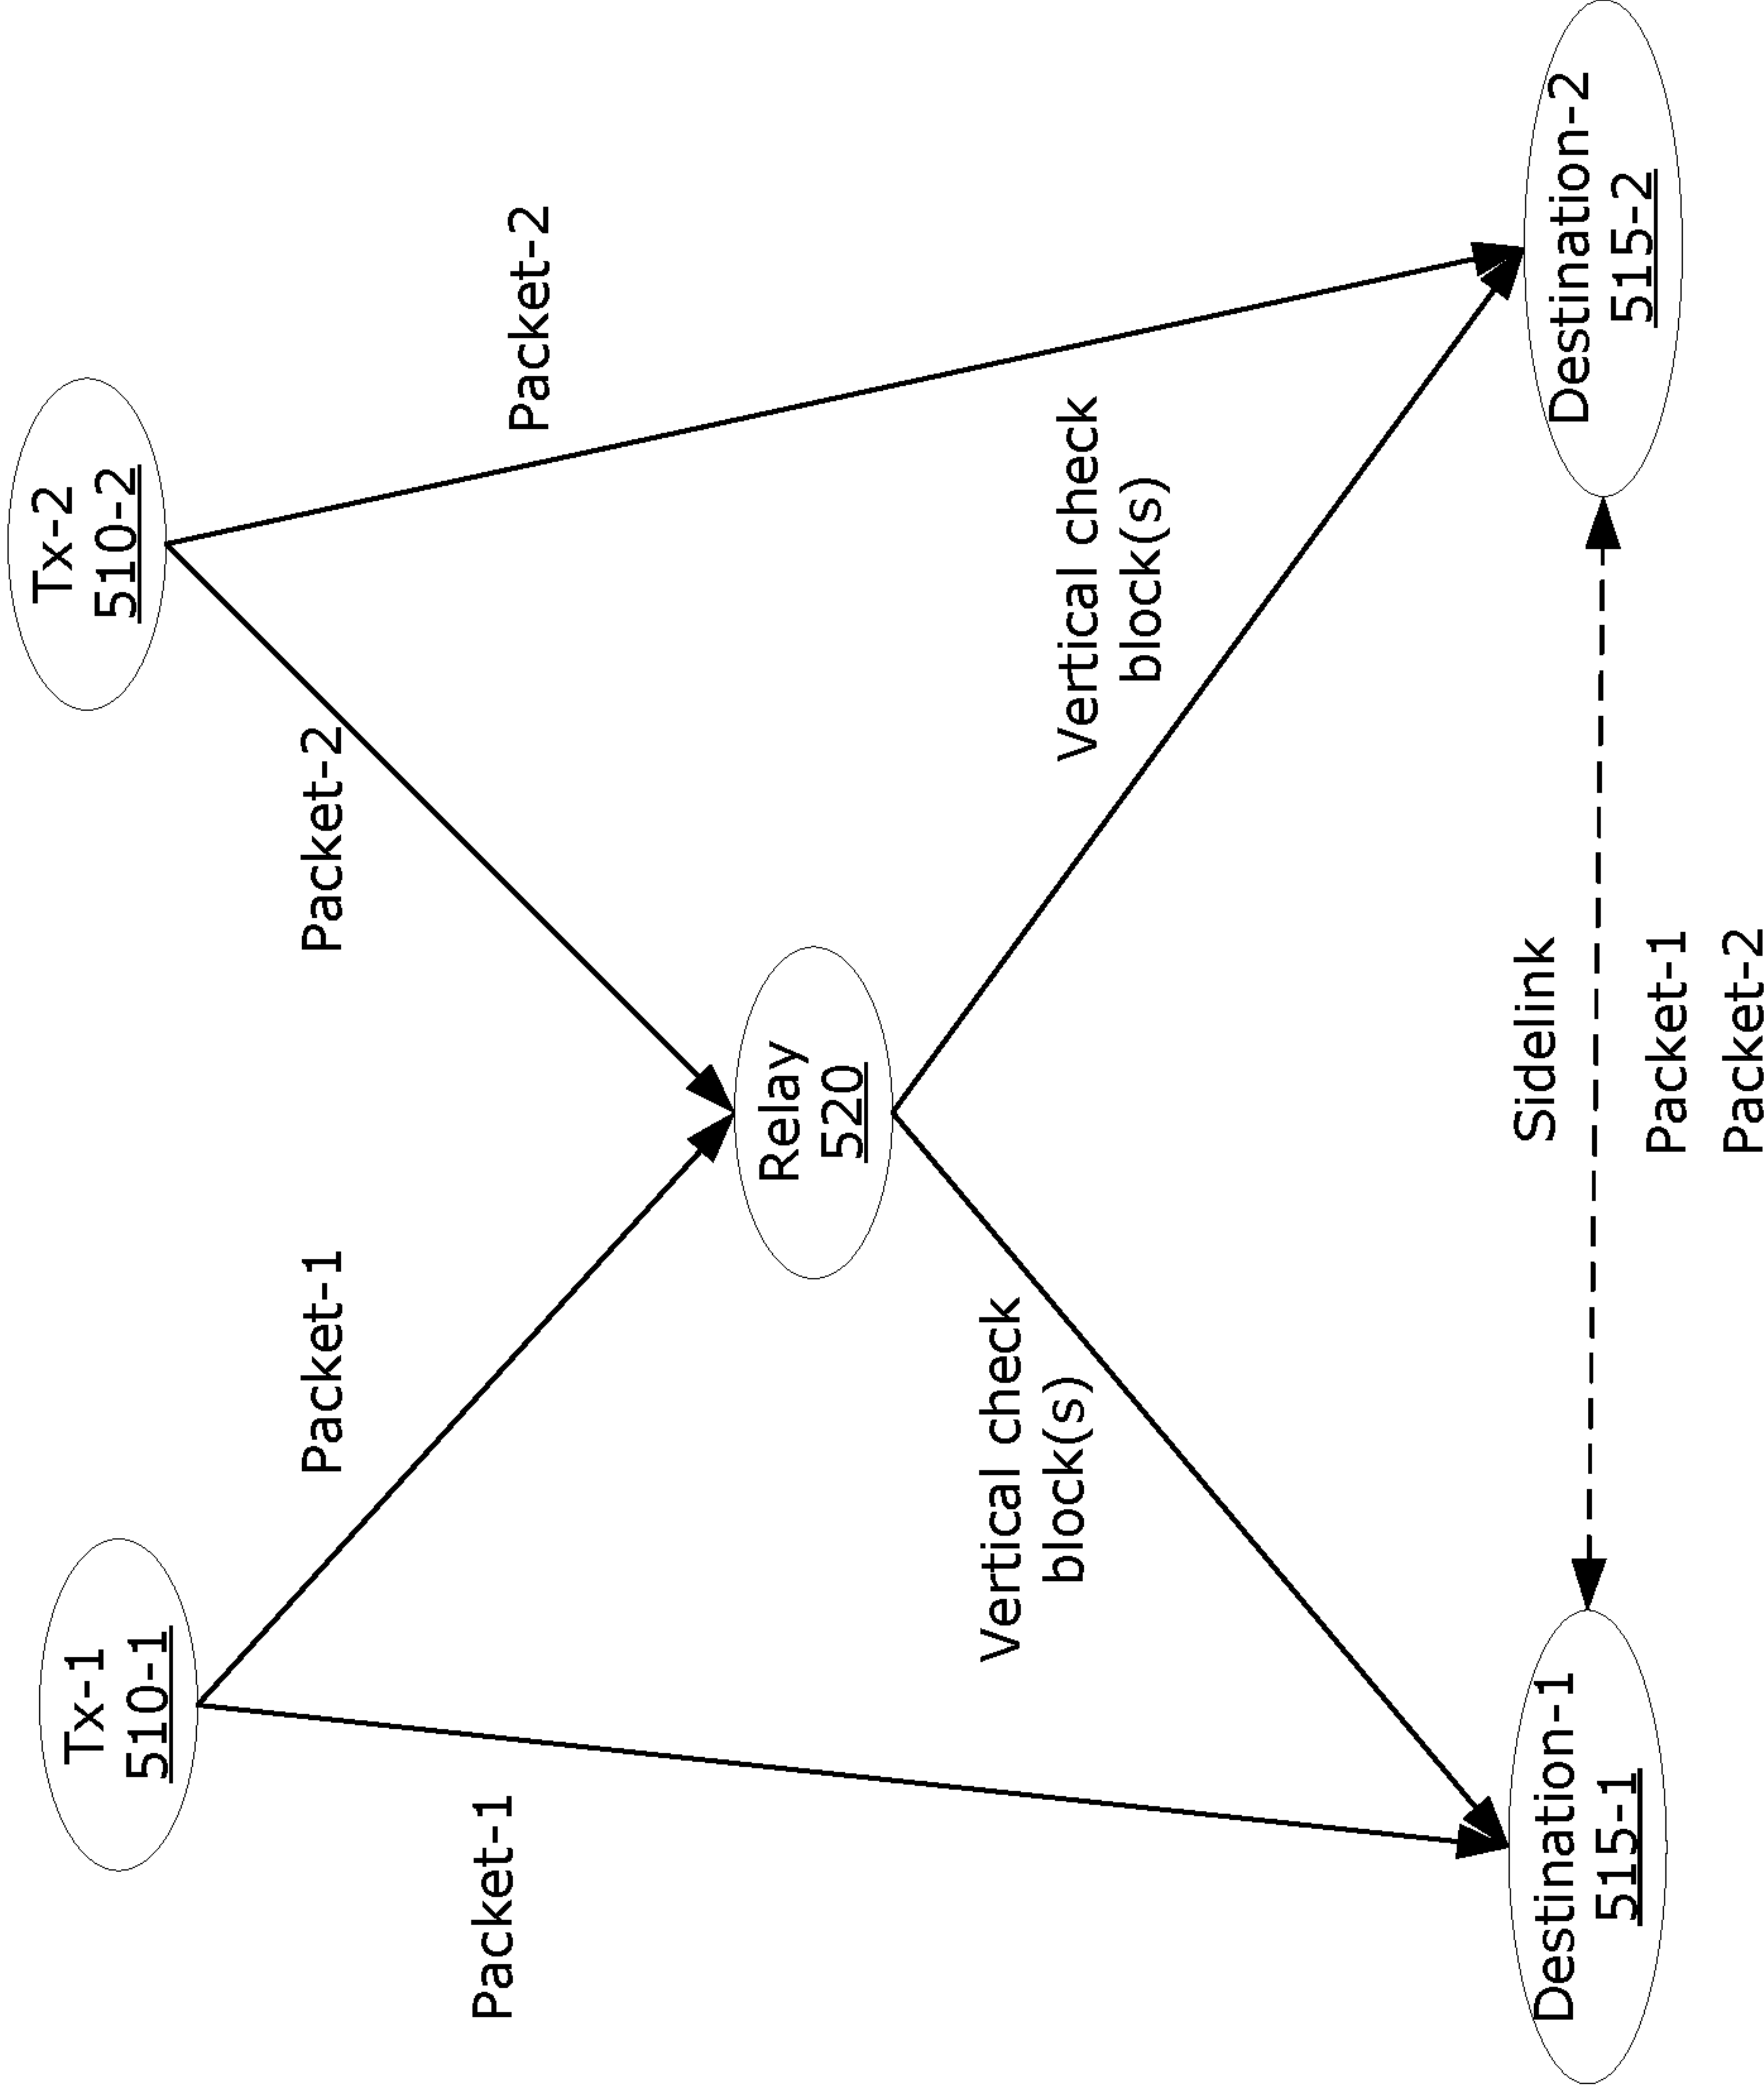 Tx-1
510-1
Tx-2
510-2
Packet-1
Packet-2
Packet-1
Packet-2
Relay
520
Vertical check
block(s)
Vertical check
block(s)
Sidelink
Destination-1
515-1
Destination-2
515-2
Packet-1
Packet-2